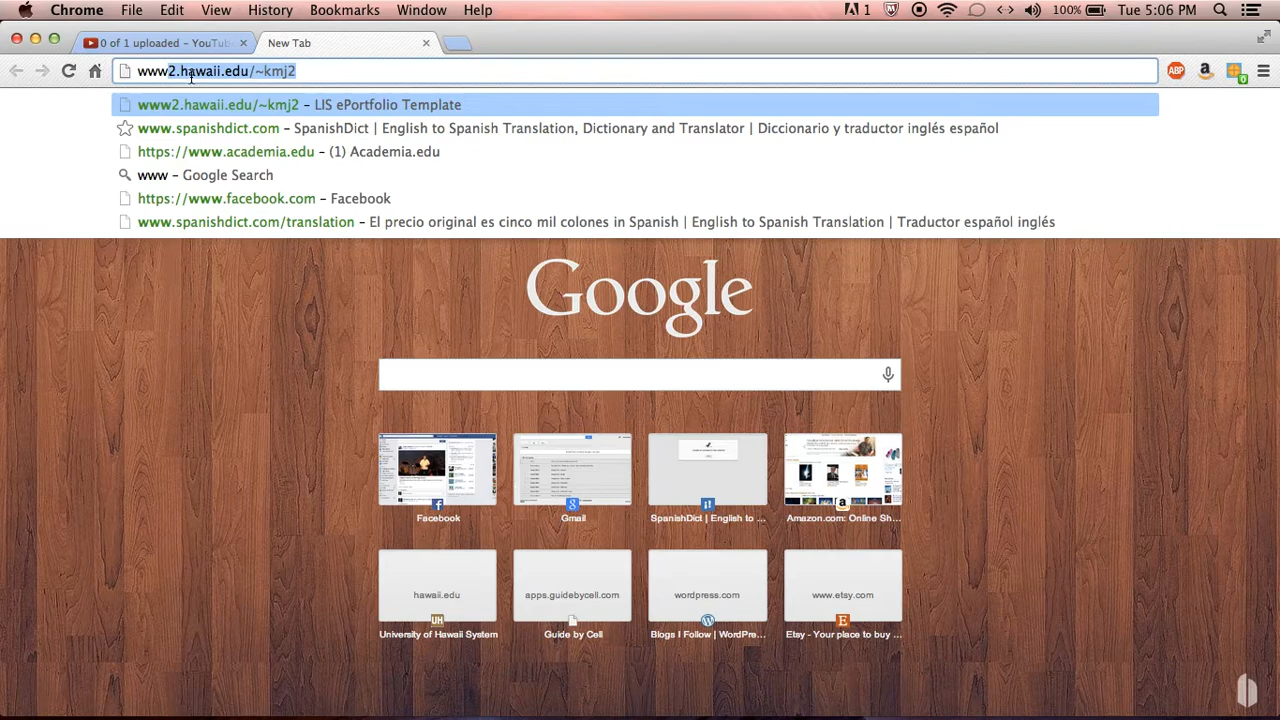 Chrome File Edit View History Bookmarks Window Help 1 100% Tue 5:06 PM
0 of 1 uploaded – YouTube New Tab
www2.hawaii.edu/~kmj2 ABP 0
www2.hawaii.edu/~kmj2 – LIS ePortfolio Template
www.spanishdict.com – SpanishDict | English to Spanish Translation, Dictionary and Translator | Diccionario y traductor inglés español
https://www.academia.edu – (1) Academia.edu
www – Google Search
https://www.facebook.com – Facebook
www.spanishdict.com/translation – El precio original es cinco mil colones in Spanish | English to Spanish Translation | Traductor español inglés
Google
Facebook Gmail SpanishDict | English to ... Amazon.com: Online Sh...
hawaii.edu apps.guidebycell.com wordpress.com www.etsy.com
University of Hawaii System Guide by Cell Blogs I Follow | WordPre... Etsy - Your place to buy ...